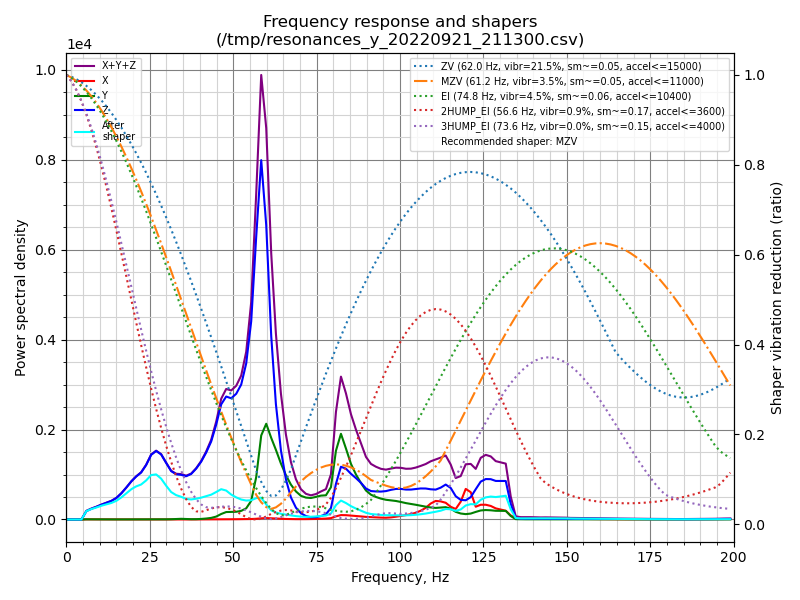 Frequency response and shapers
(/tmp/resonances_y_20220921_211300.csv)
1e4
X+Y+Z
X
Y
Z
After
shaper
ZV (62.0 Hz, vibr=21.5%, sm~=0.05, accel<=15000)
MZV (61.2 Hz, vibr=3.5%, sm~=0.05, accel<=11000)
EI (74.8 Hz, vibr=4.5%, sm~=0.06, accel<=10400)
2HUMP_EI (56.6 Hz, vibr=0.9%, sm~=0.17, accel<=3600)
3HUMP_EI (73.6 Hz, vibr=0.0%, sm~=0.15, accel<=4000)
Recommended shaper: MZV
Power spectral density
1.0
0.8
0.6
0.4
0.2
0.0
1.0
0.8
0.6
0.4
0.2
0.0
Shaper vibration reduction (ratio)
0 25 50 75 100 125 150 175 200
Frequency, Hz